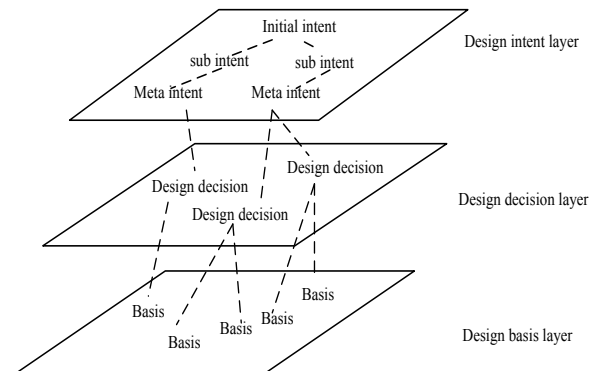 Initial intent
Design intent layer
sub intent
sub intent
Meta intent
Meta intent
Design decision
Design decision
Design decision layer
Design decision
Basis
Basis
Basis
Basis
Basis
Design basis layer